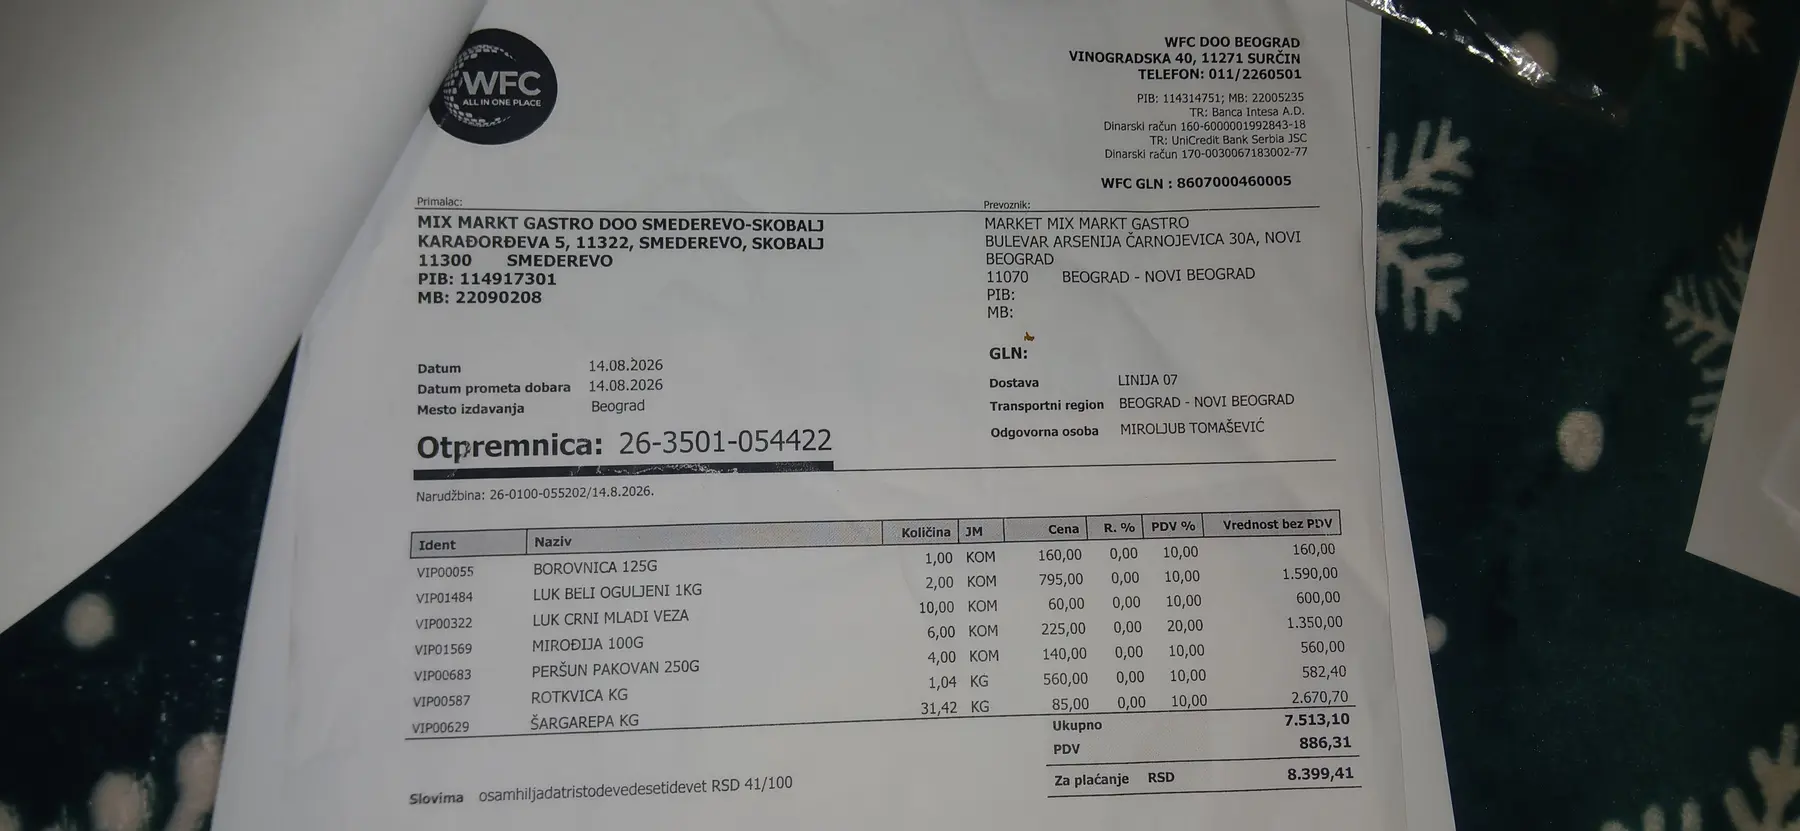 WFC
ALL IN ONE PLACE
WFC DOO BEOGRAD
VINOGRADSKA 40, 11271 SURČIN
TELEFON: 011/2260501
PIB: 114314751; MB: 22005235
TR: Banca Intesa A.D.
Dinarski račun 160-6000001992843-18
TR: UniCredit Bank Serbia JSC
Dinarski račun 170-0030067183002-77
WFC GLN : 8607000460005
Primalac:
MIX MARKT GASTRO DOO SMEDEREVO-SKOBALJ
KARAĐORĐEVA 5, 11322, SMEDEREVO, SKOBALJ
11300 SMEDEREVO
PIB: 114917301
MB: 22090208
Prevoznik:
MARKET MIX MARKT GASTRO
BULEVAR ARSENIJA ČARNOJEVICA 30A, NOVI
BEOGRAD
11070 BEOGRAD - NOVI BEOGRAD
PIB:
MB:
GLN:
Datum 14.08.2026
Datum prometa dobara 14.08.2026
Mesto izdavanja Beograd
Dostava LINIJA 07
Transportni region BEOGRAD - NOVI BEOGRAD
Odgovorna osoba MIROLJUB TOMAŠEVIĆ
Otpremnica: 26-3501-054422
Narudžbina: 26-0100-055202/14.8.2026.
Ident Naziv Količina JM Cena R. % PDV % Vrednost bez PDV
VIP00055 BOROVNICA 125G 1,00 KOM 160,00 0,00 10,00 160,00
VIP01484 LUK BELI OGULJENI 1KG 2,00 KOM 795,00 0,00 10,00 1.590,00
VIP00322 LUK CRNI MLADI VEZA 10,00 KOM 60,00 0,00 10,00 600,00
VIP01569 MIROĐIJA 100G 6,00 KOM 225,00 0,00 20,00 1.350,00
VIP00683 PERŠUN PAKOVAN 250G 4,00 KOM 140,00 0,00 10,00 560,00
VIP00587 ROTKVICA KG 1,04 KG 560,00 0,00 10,00 582,40
VIP00629 ŠARGAREPA KG 31,42 KG 85,00 0,00 10,00 2.670,70
Ukupno 7.513,10
PDV 886,31
Za plaćanje RSD 8.399,41
Slovima osamhiljadatristodevedesetidevet RSD 41/100